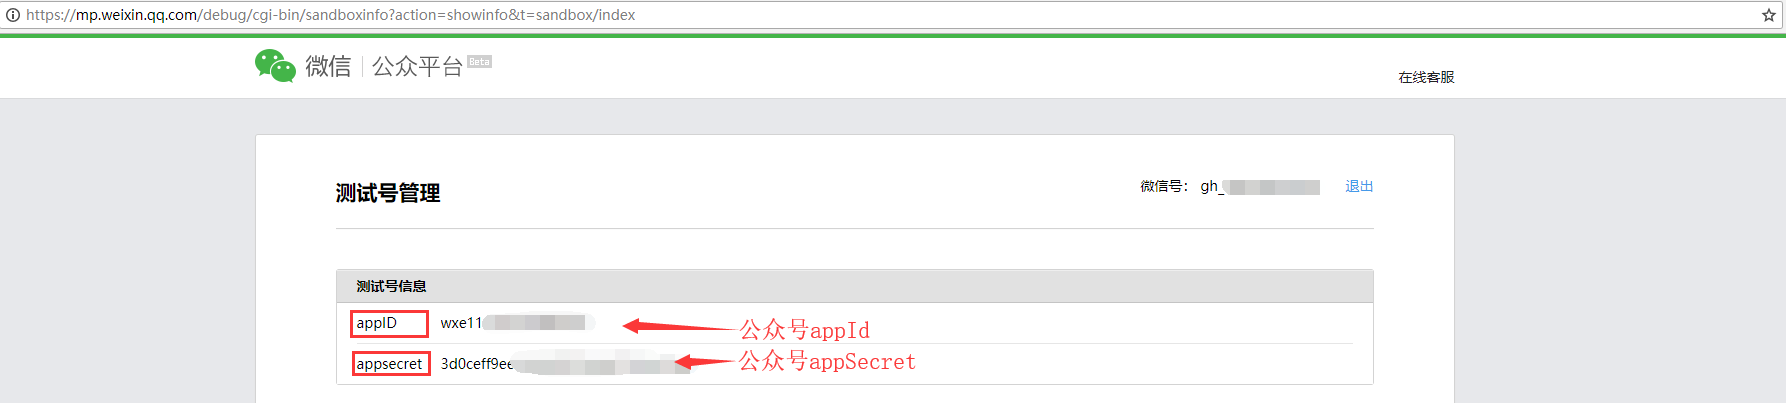 https://mp.weixin.qq.com/debug/cgi-bin/sandboxinfo?action=showinfo&t=sandbox/index
微信 公众平台 Beta
在线客服
测试号管理
微信号： gh_ 退出
测试号信息
appID wxe11 公众号appId
appsecret 3d0ceff9ee 公众号appSecret